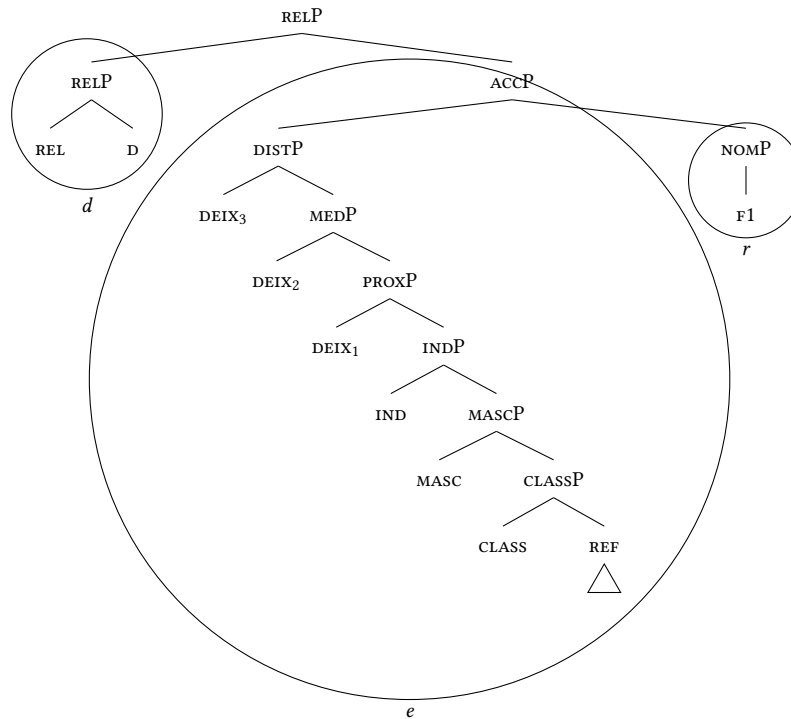 RELP
RELP ACCP
REL D DISTP NOMP
d DEIX3 MEDP F1
r
DEIX2 PROXP
DEIX1 INDP
IND MASCP
MASC CLASSP
CLASS REF
e